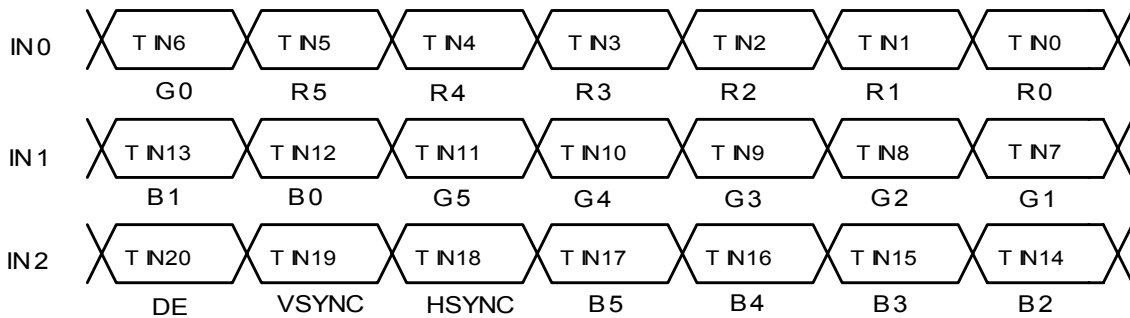 IN0 TIN6 TIN5 TIN4 TIN3 TIN2 TIN1 TIN0
G0 R5 R4 R3 R2 R1 R0
IN1 TIN13 TIN12 TIN11 TIN10 TIN9 TIN8 TIN7
B1 B0 G5 G4 G3 G2 G1
IN2 TIN20 TIN19 TIN18 TIN17 TIN16 TIN15 TIN14
DE VSYNC HSYNC B5 B4 B3 B2